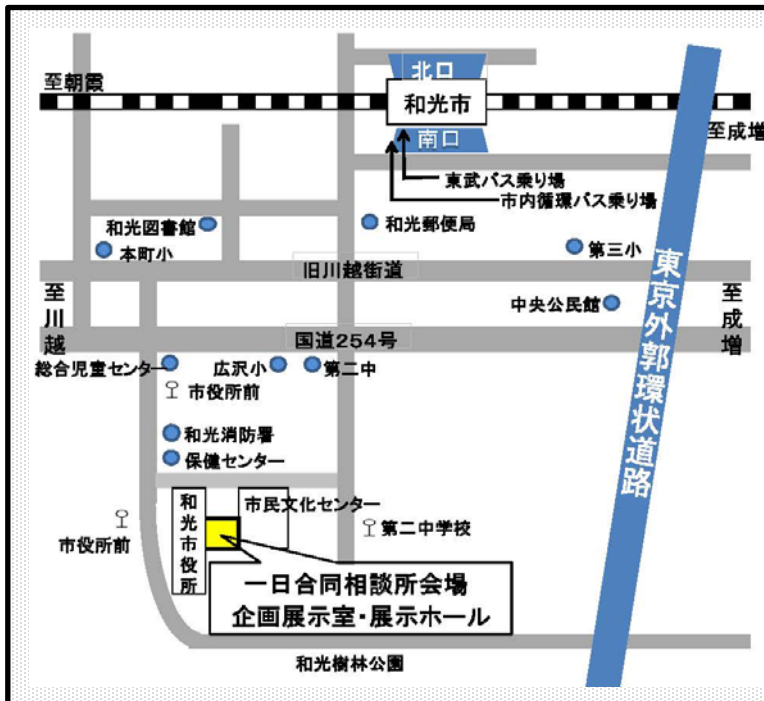 北口
至朝霞
和光市
至成増
南口
東武バス乗り場
市内循環バス乗り場
和光図書館
和光郵便局
本町小
第三小
旧川越街道
至川越
中央公民館
至成増
東京外郭環状道路
国道254号
総合児童センター
広沢小
第二中
市役所前
和光消防署
保健センター
和光市役所
市民文化センター
市役所前
第二中学校
一日合同相談所会場
企画展示室・展示ホール
和光樹林公園